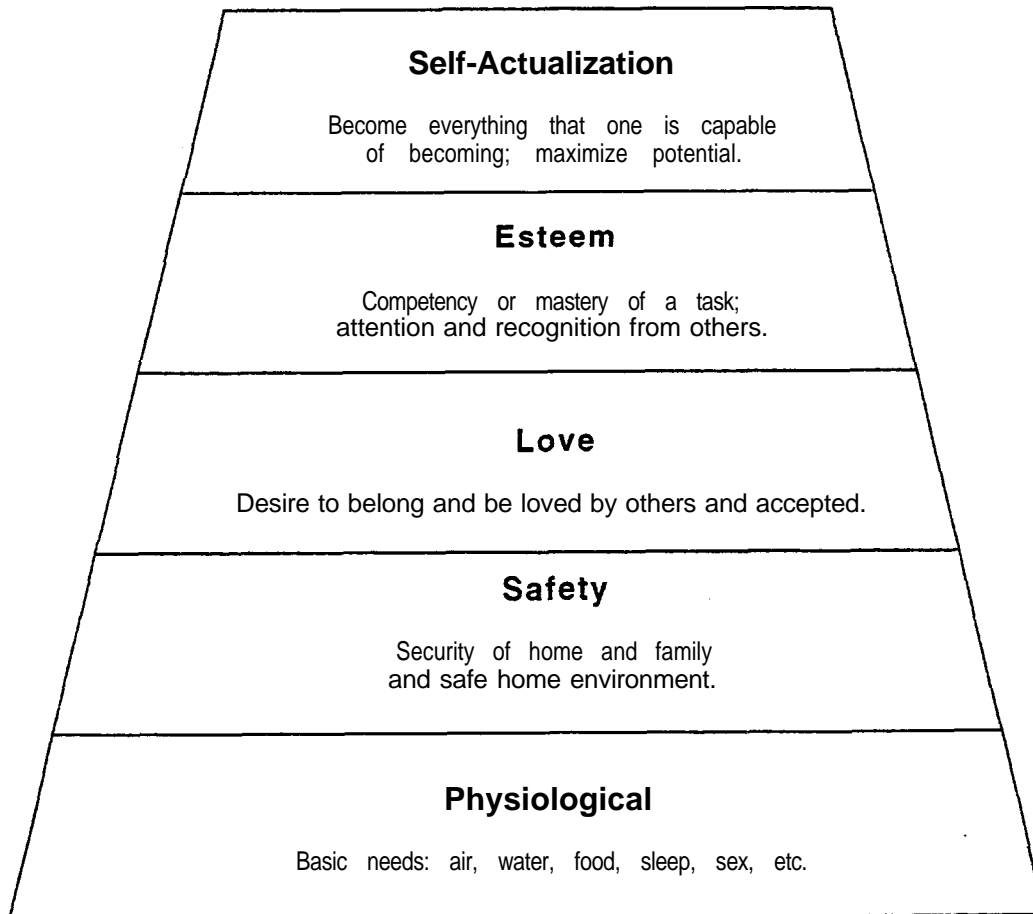 Self-Actualization
Become everything that one is capable
of becoming; maximize potential.
Esteem
Competency or mastery of a task;
attention and recognition from others.
Love
Desire to belong and be loved by others and accepted.
Safety
Security of home and family
and safe home environment.
Physiological
Basic needs: air, water, food, sleep, sex, etc.